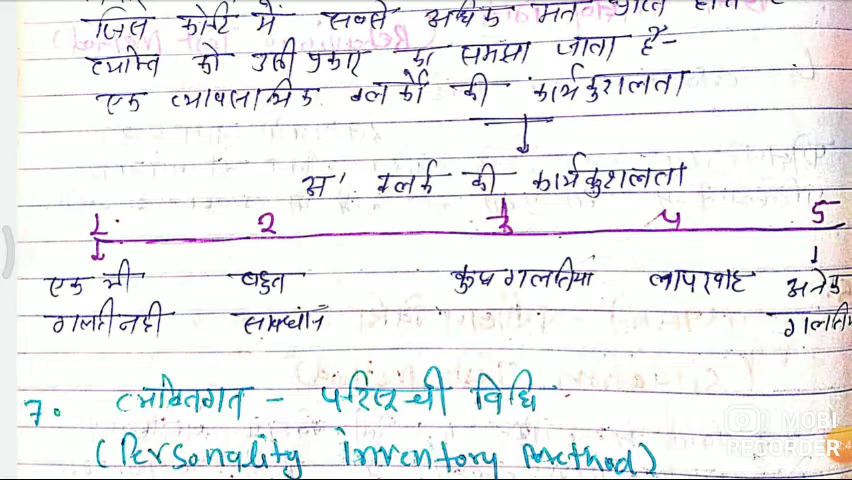 जिस कोटि में सबसे अधिक मत प्राप्त
व्यक्ति को उसी प्रकार का समझा जाता है-
एक व्यावसायिक क्लर्को की कार्यकुशलता
अ' क्लर्क की कार्यकुशलता
1 2 3 4 5
एक भी बहुत कुछ गलतियां लापरवाह अनेक
गलती नही सावधान गलतिय
7. व्यक्तिगत - परिसूची विधि
(Personality Inventory Method)
MOBI
RECORDER